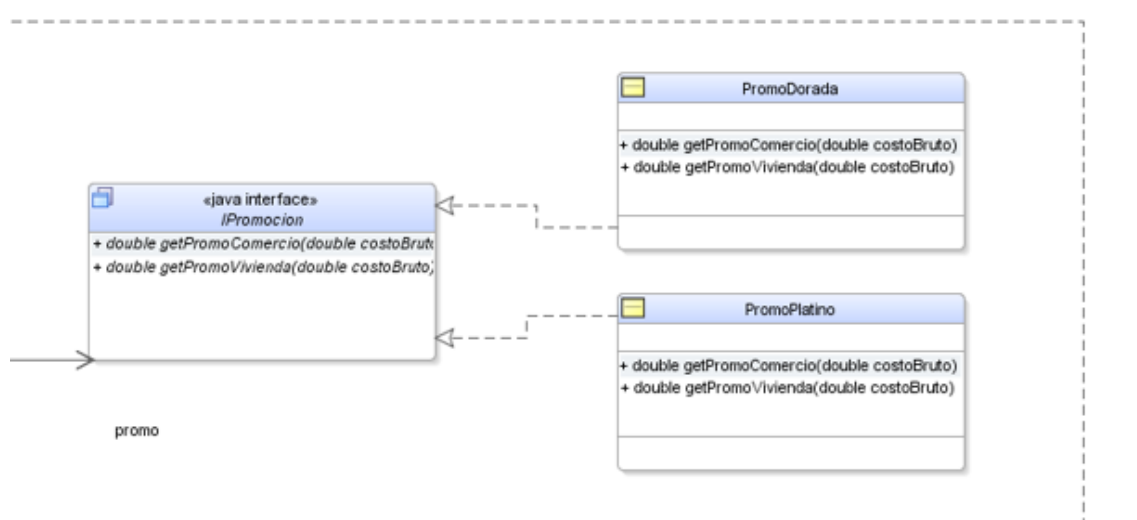 «java interface»
IPromocion
+ double getPromoComercio(double costoBruto
+ double getPromoVivienda(double costoBruto)
promo
PromoDorada
+ double getPromoComercio(double costoBruto)
+ double getPromoVivienda(double costoBruto)
PromoPlatino
+ double getPromoComercio(double costoBruto)
+ double getPromoVivienda(double costoBruto)